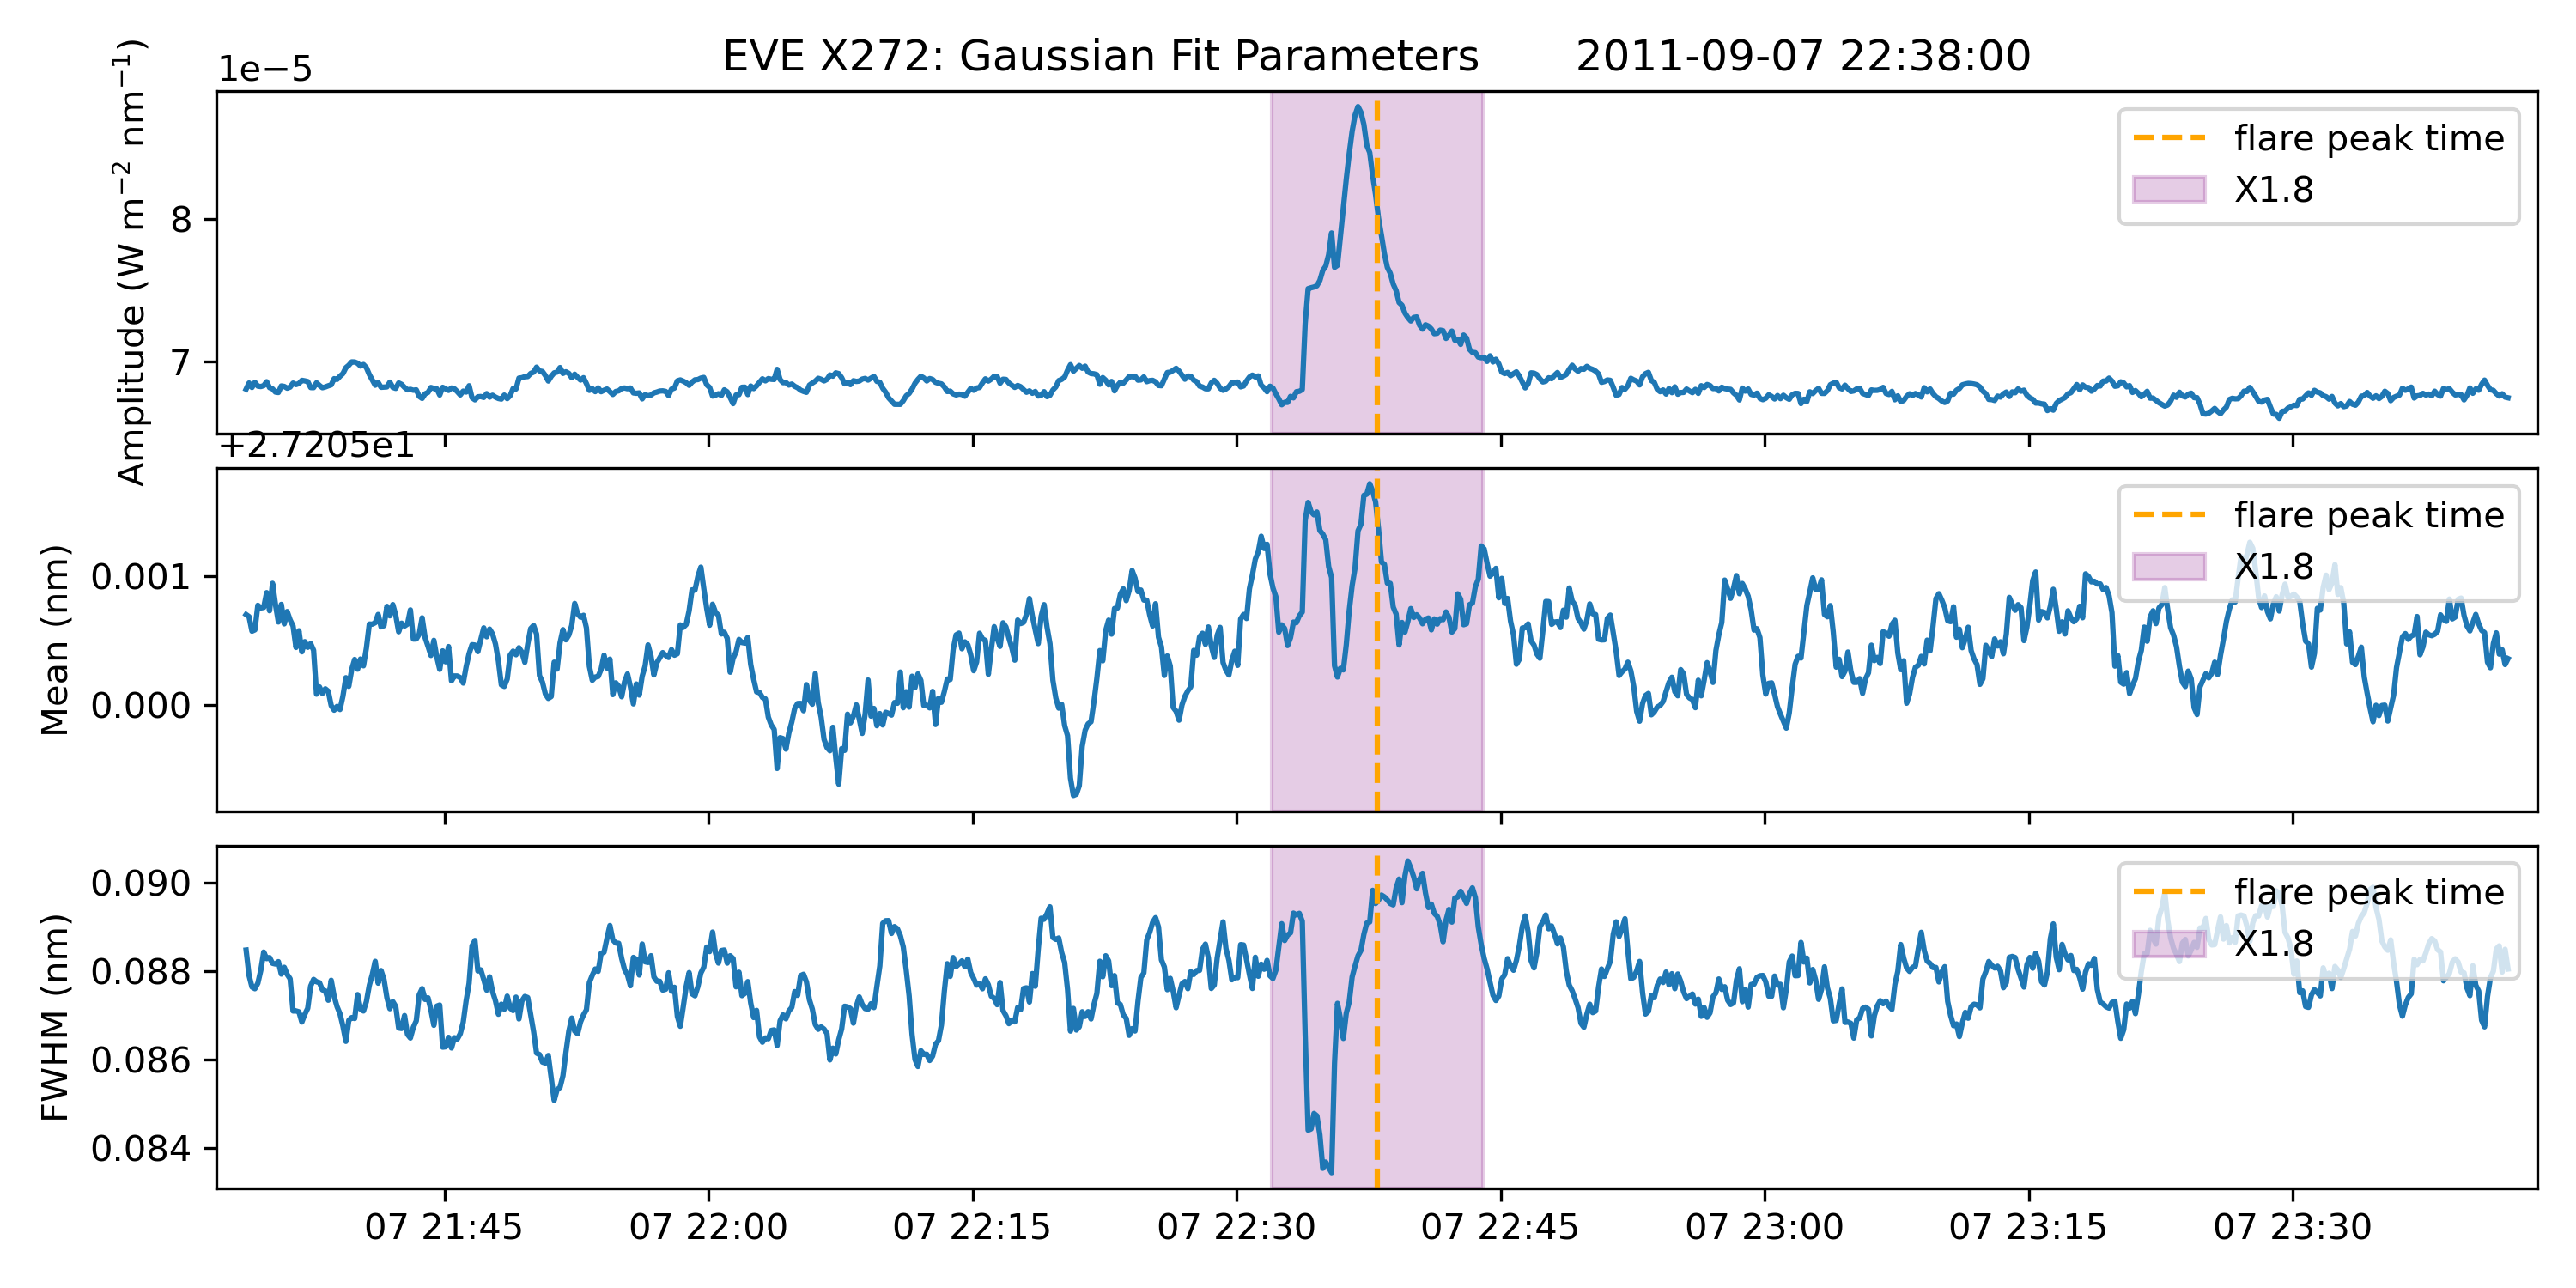 EVE X272: Gaussian Fit Parameters 2011-09-07 22:38:00
1e−5
Amplitude (W m⁻² nm⁻¹)
8
7
flare peak time
X1.8
+2.7205e1
Mean (nm)
0.001
0.000
flare peak time
X1.8
FWHM (nm)
0.090
0.088
0.086
0.084
flare peak time
X1.8
07 21:45 07 22:00 07 22:15 07 22:30 07 22:45 07 23:00 07 23:15 07 23:30